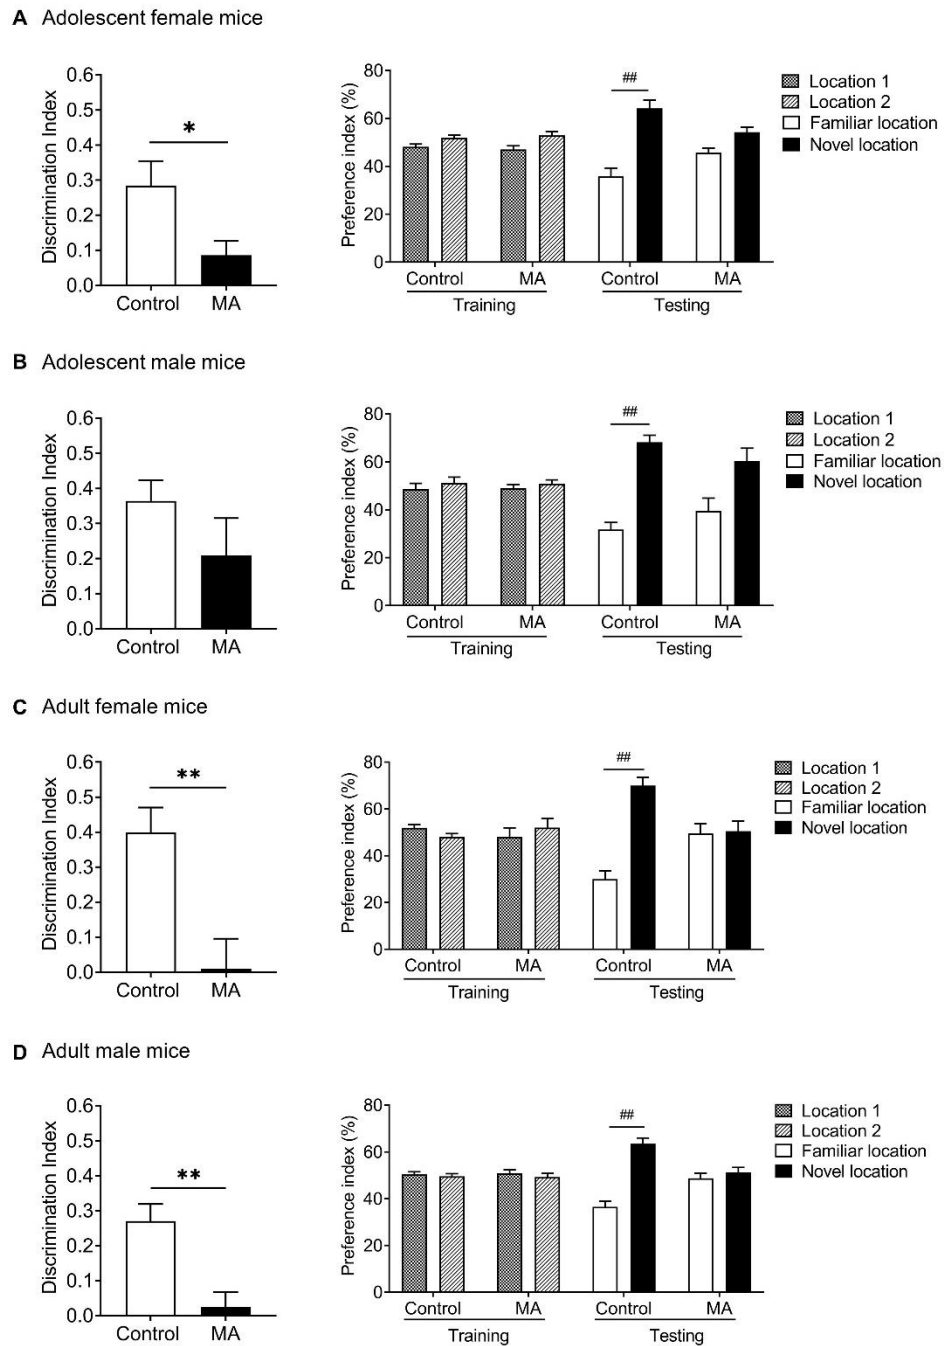 A Adolescent female mice
Discrimination Index
0.6
0.5
0.4
0.3
0.2
0.1
0.0
*
Control MA
Preference index (%)
80
60
40
20
0
##
Control MA Control MA
Training Testing
Location 1
Location 2
Familiar location
Novel location
B Adolescent male mice
Discrimination Index
0.6
0.5
0.4
0.3
0.2
0.1
0.0
Control MA
Preference index (%)
80
60
40
20
0
##
Control MA Control MA
Training Testing
Location 1
Location 2
Familiar location
Novel location
C Adult female mice
Discrimination Index
0.6
0.5
0.4
0.3
0.2
0.1
0.0
**
Control MA
Preference index (%)
80
60
40
20
0
##
Control MA Control MA
Training Testing
Location 1
Location 2
Familiar location
Novel location
D Adult male mice
Discrimination Index
0.6
0.5
0.4
0.3
0.2
0.1
0.0
**
Control MA
Preference index (%)
80
60
40
20
0
##
Control MA Control MA
Training Testing
Location 1
Location 2
Familiar location
Novel location